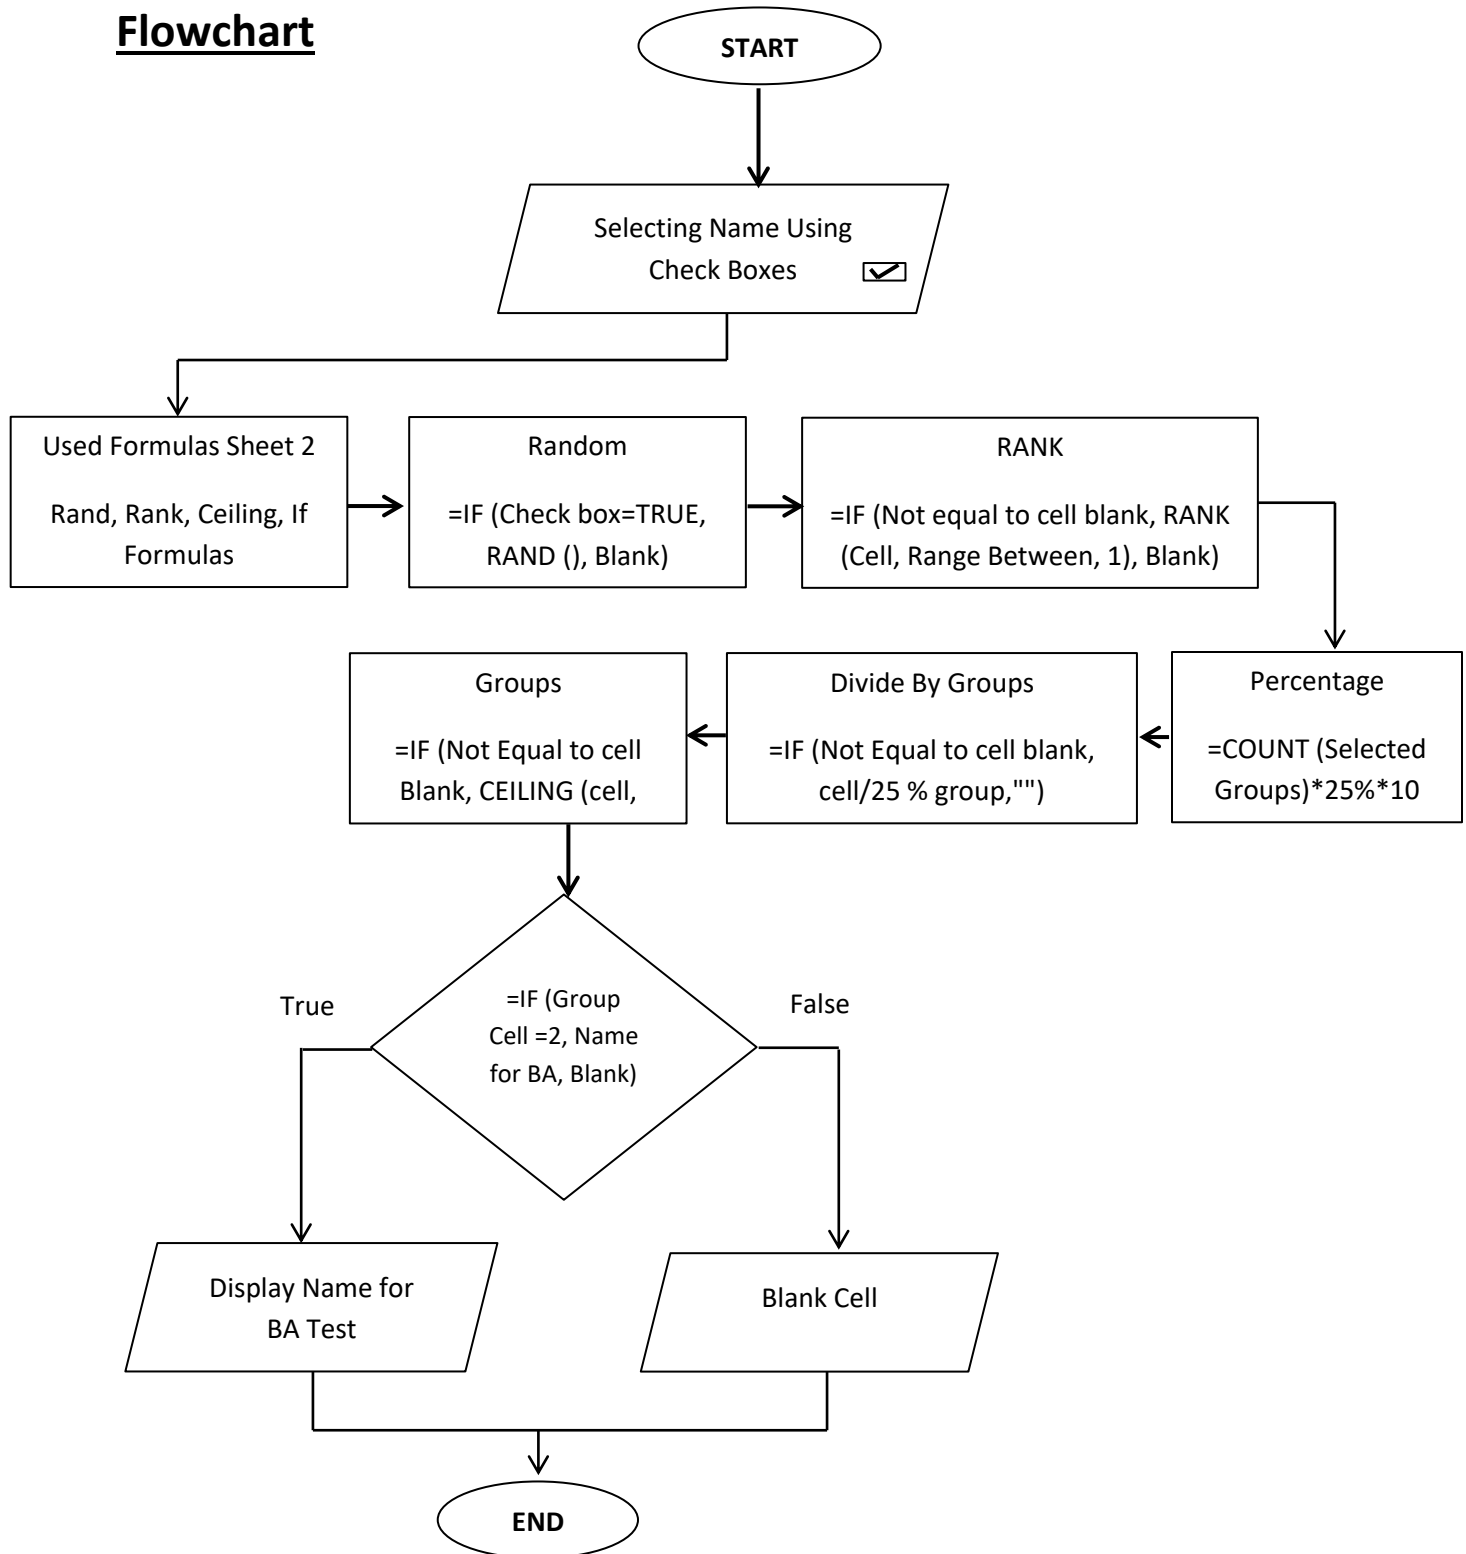 Flowchart
START
Selecting Name Using
Check Boxes
Used Formulas Sheet 2
Rand, Rank, Ceiling, If
Formulas
Random
=IF (Check box=TRUE,
RAND (), Blank)
RANK
=IF (Not equal to cell blank, RANK
(Cell, Range Between, 1), Blank)
Percentage
=COUNT (Selected
Groups)*25%*10
Divide By Groups
=IF (Not Equal to cell blank,
cell/25 % group,"")
Groups
=IF (Not Equal to cell
Blank, CEILING (cell,
=IF (Group
Cell =2, Name
for BA, Blank)
True
False
Display Name for
BA Test
Blank Cell
END